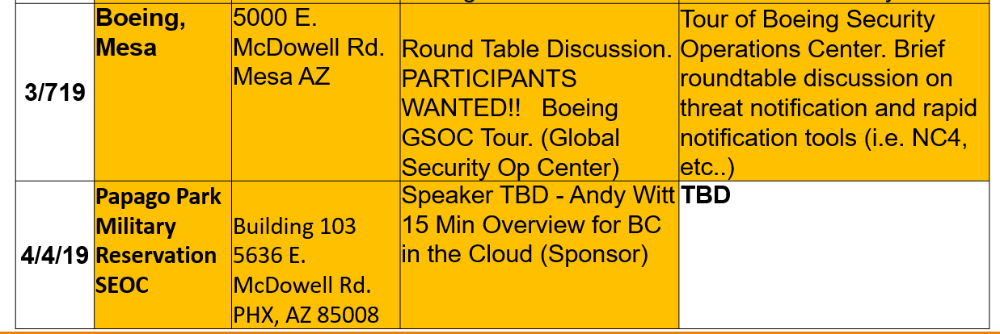 3/719
Boeing,
Mesa
5000 E.
McDowell Rd.
Mesa AZ
Round Table Discussion.
PARTICIPANTS
WANTED!!   Boeing
GSOC Tour. (Global
Security Op Center)
Tour of Boeing Security
Operations Center. Brief
roundtable discussion on
threat notification and rapid
notification tools (i.e. NC4,
etc..)
4/4/19
Papago Park
Military
Reservation
SEOC
Building 103
5636 E.
McDowell Rd.
PHX, AZ 85008
Speaker TBD - Andy Witt
15 Min Overview for BC
in the Cloud (Sponsor)
TBD